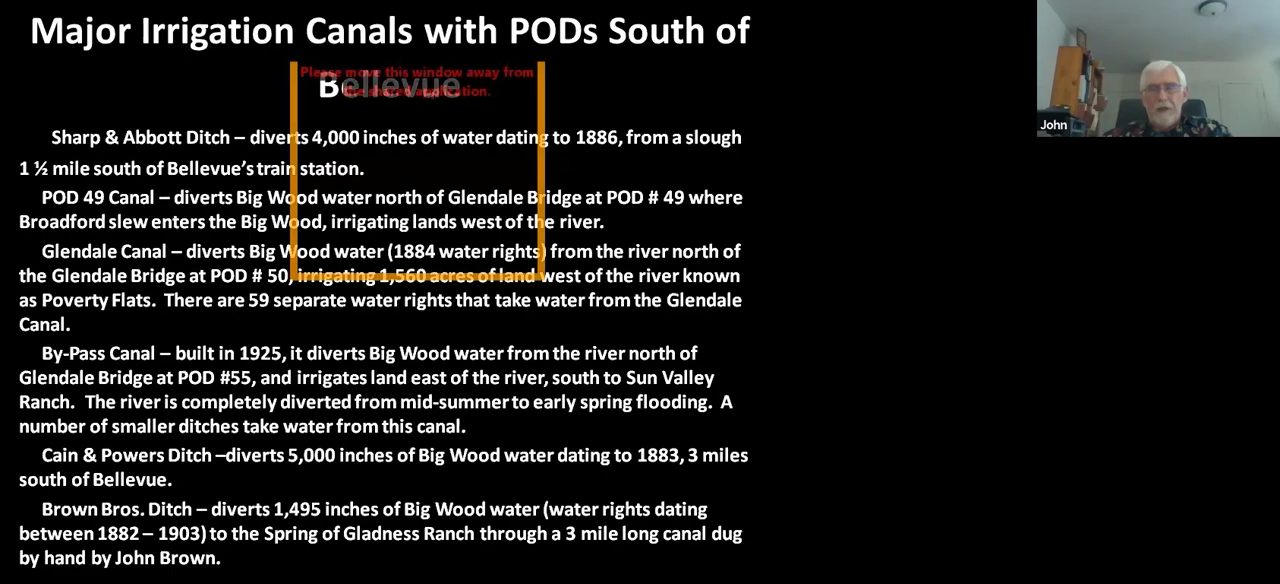 Major Irrigation Canals with PODs South of
Bellevue
Please move this window away from
the shared application.
Sharp & Abbott Ditch – diverts 4,000 inches of water dating to 1886, from a slough
1 ½ mile south of Bellevue's train station.
POD 49 Canal – diverts Big Wood water north of Glendale Bridge at POD # 49 where
Broadford slew enters the Big Wood, irrigating lands west of the river.
Glendale Canal – diverts Big Wood water (1884 water rights) from the river north of
the Glendale Bridge at POD # 50, irrigating 1,560 acres of land west of the river known
as Poverty Flats. There are 59 separate water rights that take water from the Glendale
Canal.
By-Pass Canal – built in 1925, it diverts Big Wood water from the river north of
Glendale Bridge at POD #55, and irrigates land east of the river, south to Sun Valley
Ranch. The river is completely diverted from mid-summer to early spring flooding. A
number of smaller ditches take water from this canal.
Cain & Powers Ditch –diverts 5,000 inches of Big Wood water dating to 1883, 3 miles
south of Bellevue.
Brown Bros. Ditch – diverts 1,495 inches of Big Wood water (water rights dating
between 1882 – 1903) to the Spring of Gladness Ranch through a 3 mile long canal dug
by hand by John Brown.
John